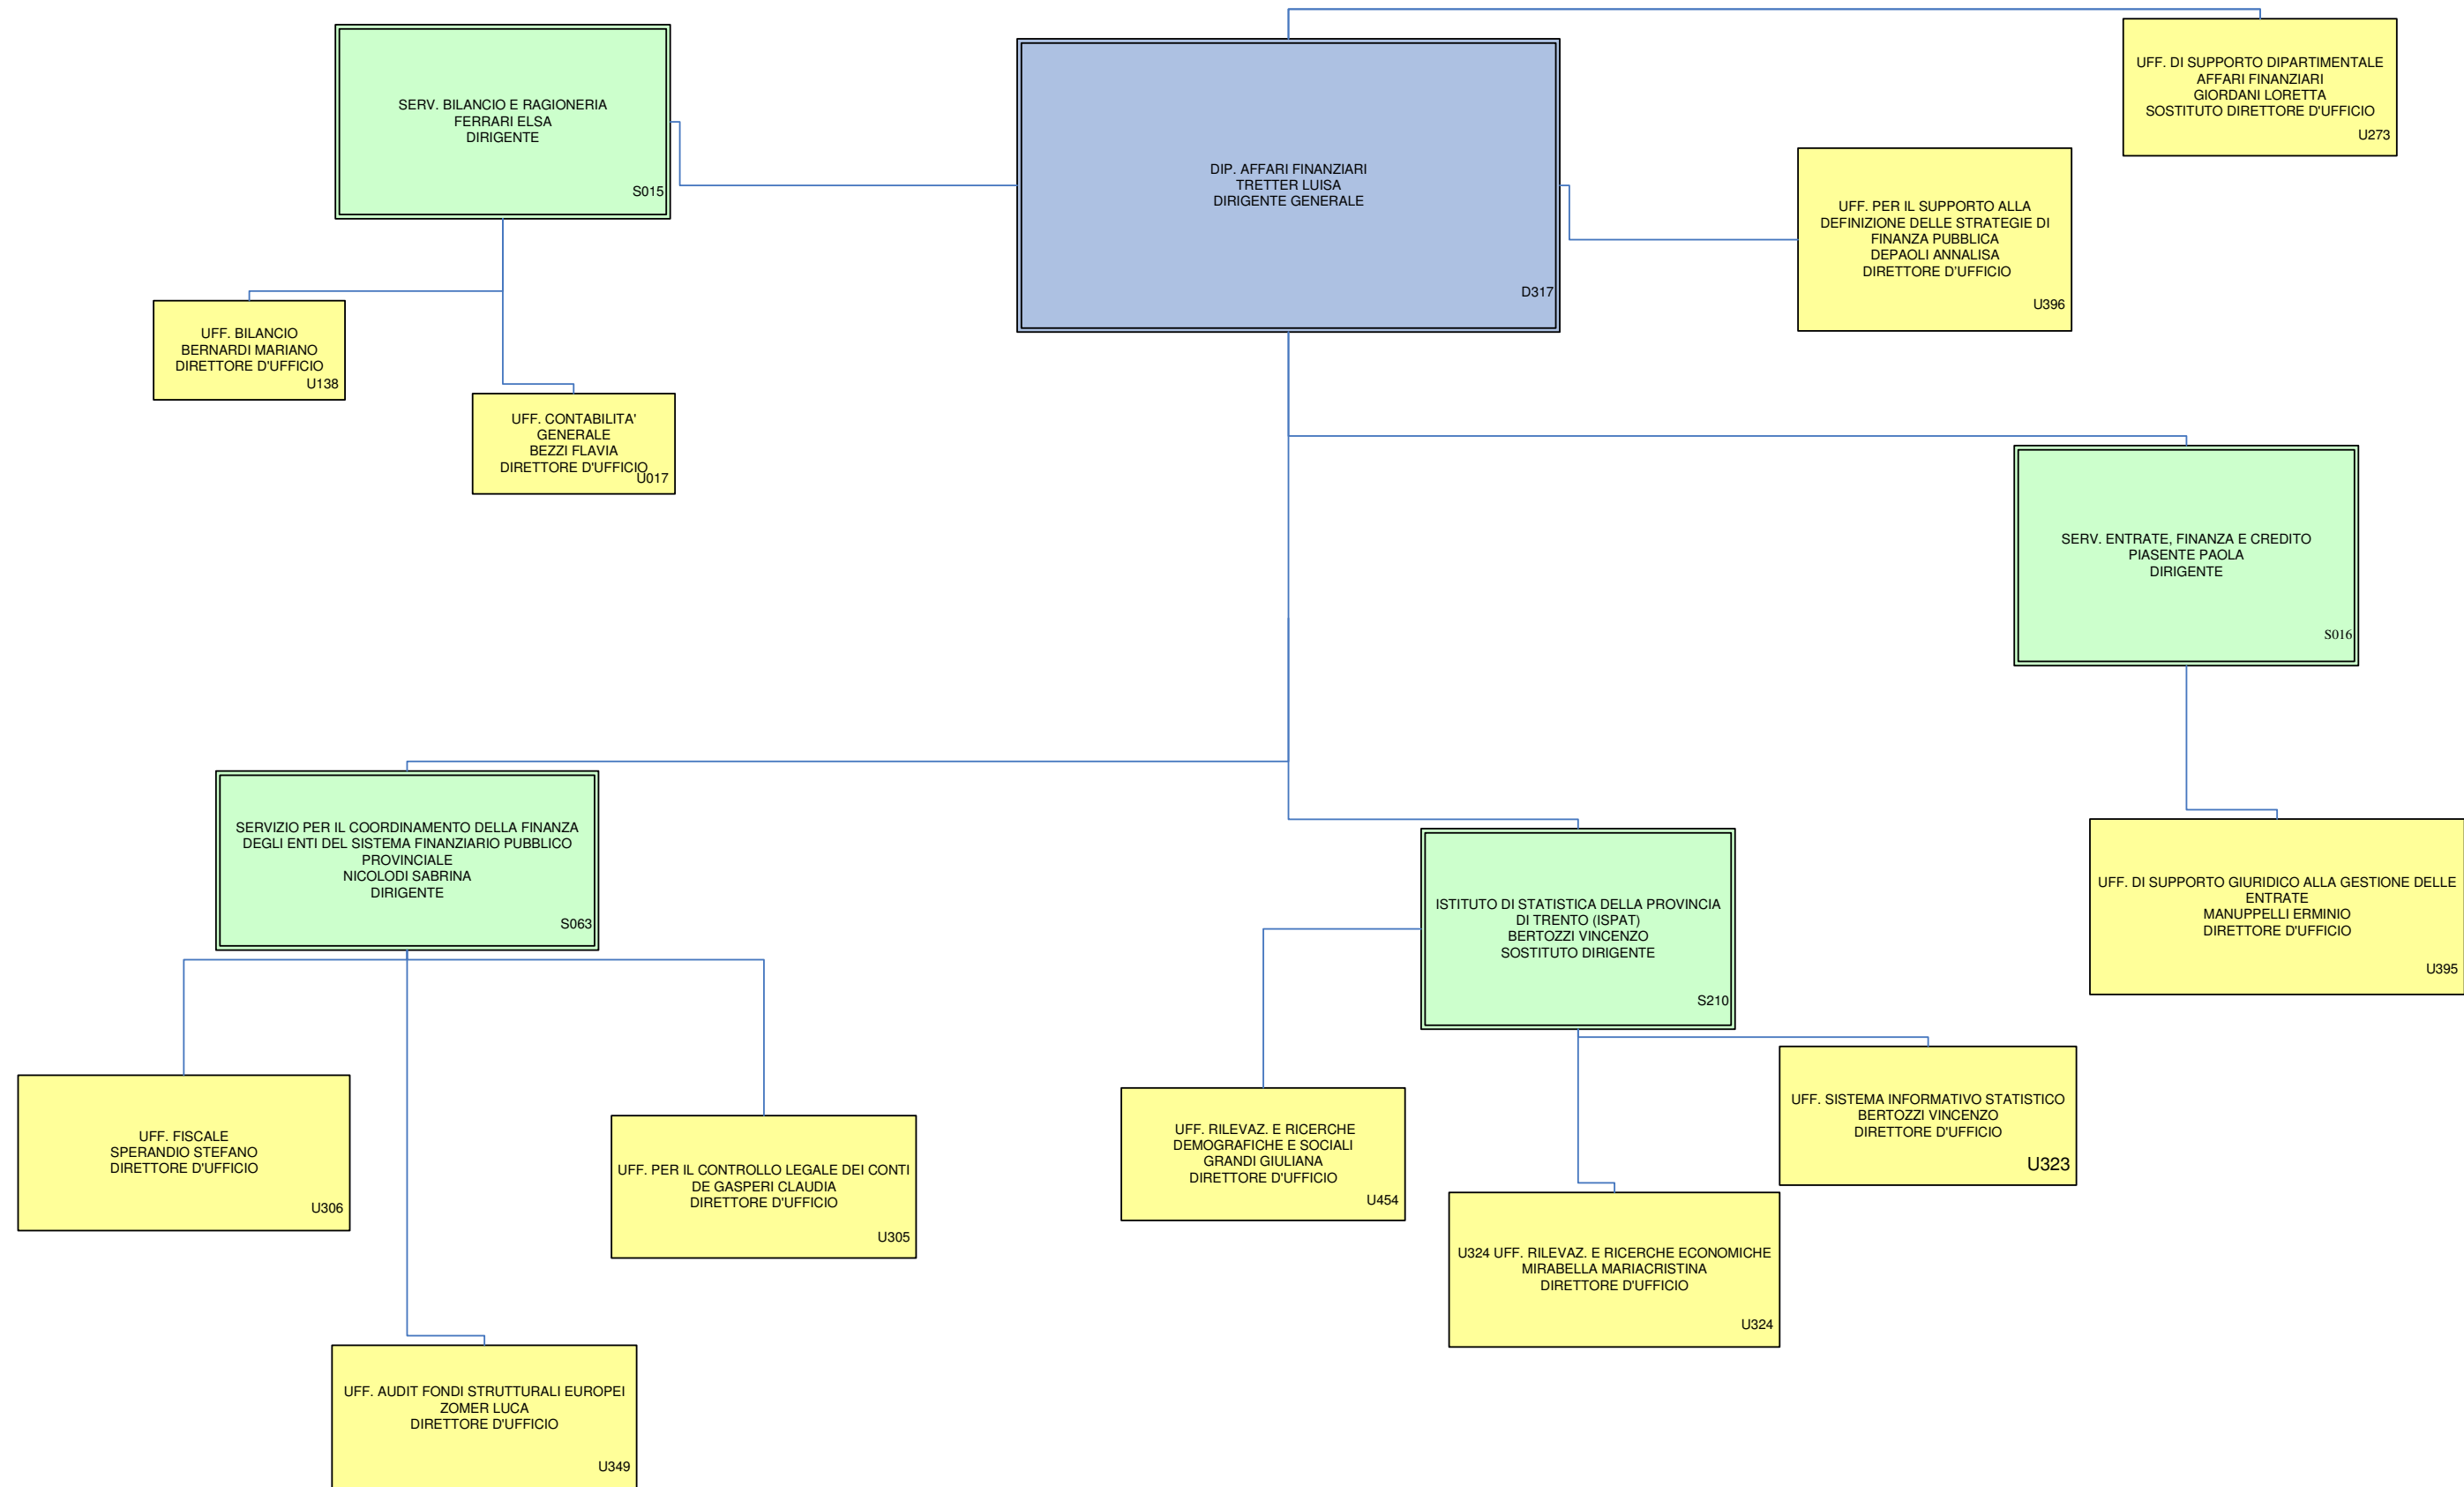 SERV. BILANCIO E RAGIONERIA
FERRARI ELSA
DIRIGENTE
S015
DIP. AFFARI FINANZIARI
TRETTER LUISA
DIRIGENTE GENERALE
D317
UFF. DI SUPPORTO DIPARTIMENTALE
AFFARI FINANZIARI
GIORDANI LORETTA
SOSTITUTO DIRETTORE D'UFFICIO
U273
UFF. PER IL SUPPORTO ALLA
DEFINIZIONE DELLE STRATEGIE DI
FINANZA PUBBLICA
DEPAOLI ANNALISA
DIRETTORE D'UFFICIO
U396
UFF. BILANCIO
BERNARDI MARIANO
DIRETTORE D'UFFICIO
U138
UFF. CONTABILITA'
GENERALE
BEZZI FLAVIA
DIRETTORE D'UFFICIO
U017
SERV. ENTRATE, FINANZA E CREDITO
PIASENTE PAOLA
DIRIGENTE
S016
SERVIZIO PER IL COORDINAMENTO DELLA FINANZA
DEGLI ENTI DEL SISTEMA FINANZIARIO PUBBLICO
PROVINCIALE
NICOLODI SABRINA
DIRIGENTE
S063
ISTITUTO DI STATISTICA DELLA PROVINCIA
DI TRENTO (ISPAT)
BERTOZZI VINCENZO
SOSTITUTO DIRIGENTE
S210
UFF. DI SUPPORTO GIURIDICO ALLA GESTIONE DELLE
ENTRATE
MANUPPELLI ERMINIO
DIRETTORE D'UFFICIO
U395
UFF. FISCALE
SPERANDIO STEFANO
DIRETTORE D'UFFICIO
U306
UFF. PER IL CONTROLLO LEGALE DEI CONTI
DE GASPERI CLAUDIA
DIRETTORE D'UFFICIO
U305
UFF. RILEVAZ. E RICERCHE
DEMOGRAFICHE E SOCIALI
GRANDI GIULIANA
DIRETTORE D'UFFICIO
U454
UFF. SISTEMA INFORMATIVO STATISTICO
BERTOZZI VINCENZO
DIRETTORE D'UFFICIO
U323
U324 UFF. RILEVAZ. E RICERCHE ECONOMICHE
MIRABELLA MARIACRISTINA
DIRETTORE D'UFFICIO
U324
UFF. AUDIT FONDI STRUTTURALI EUROPEI
ZOMER LUCA
DIRETTORE D'UFFICIO
U349